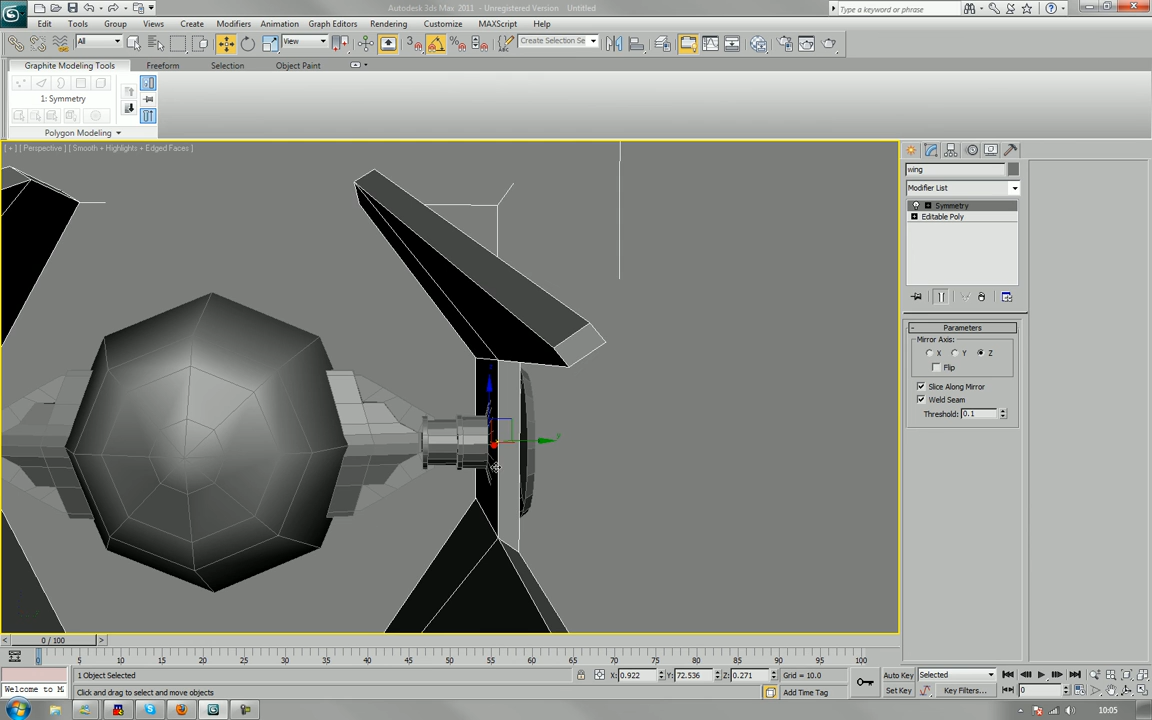 Autodesk 3ds Max 2011 - Unregistered Version Untitled
Type a keyword or phrase
Edit Tools Group Views Create Modifiers Animation Graph Editors Rendering Customize MAXScript Help
All View Create Selection Se
Graphite Modeling Tools Freeform Selection Object Paint
1: Symmetry
Polygon Modeling
[ + ] [ Perspective ] [ Smooth + Highlights + Edged Faces ]
wing
Modifier List
Symmetry
Editable Poly
Parameters
Mirror Axis:
X Y Z
Flip
Slice Along Mirror
Weld Seam
Threshold: 0.1
0 / 100
0 5 10 15 20 25 30 35 40 45 50 55 60 65 70 75 80 85 90 95 100
1 Object Selected X: 0.922 Y: 72.536 Z: 0.271 Grid = 10.0 Auto Key Selected
Welcome to M Click and drag to select and move objects Add Time Tag Set Key Key Filters... 0
10:05